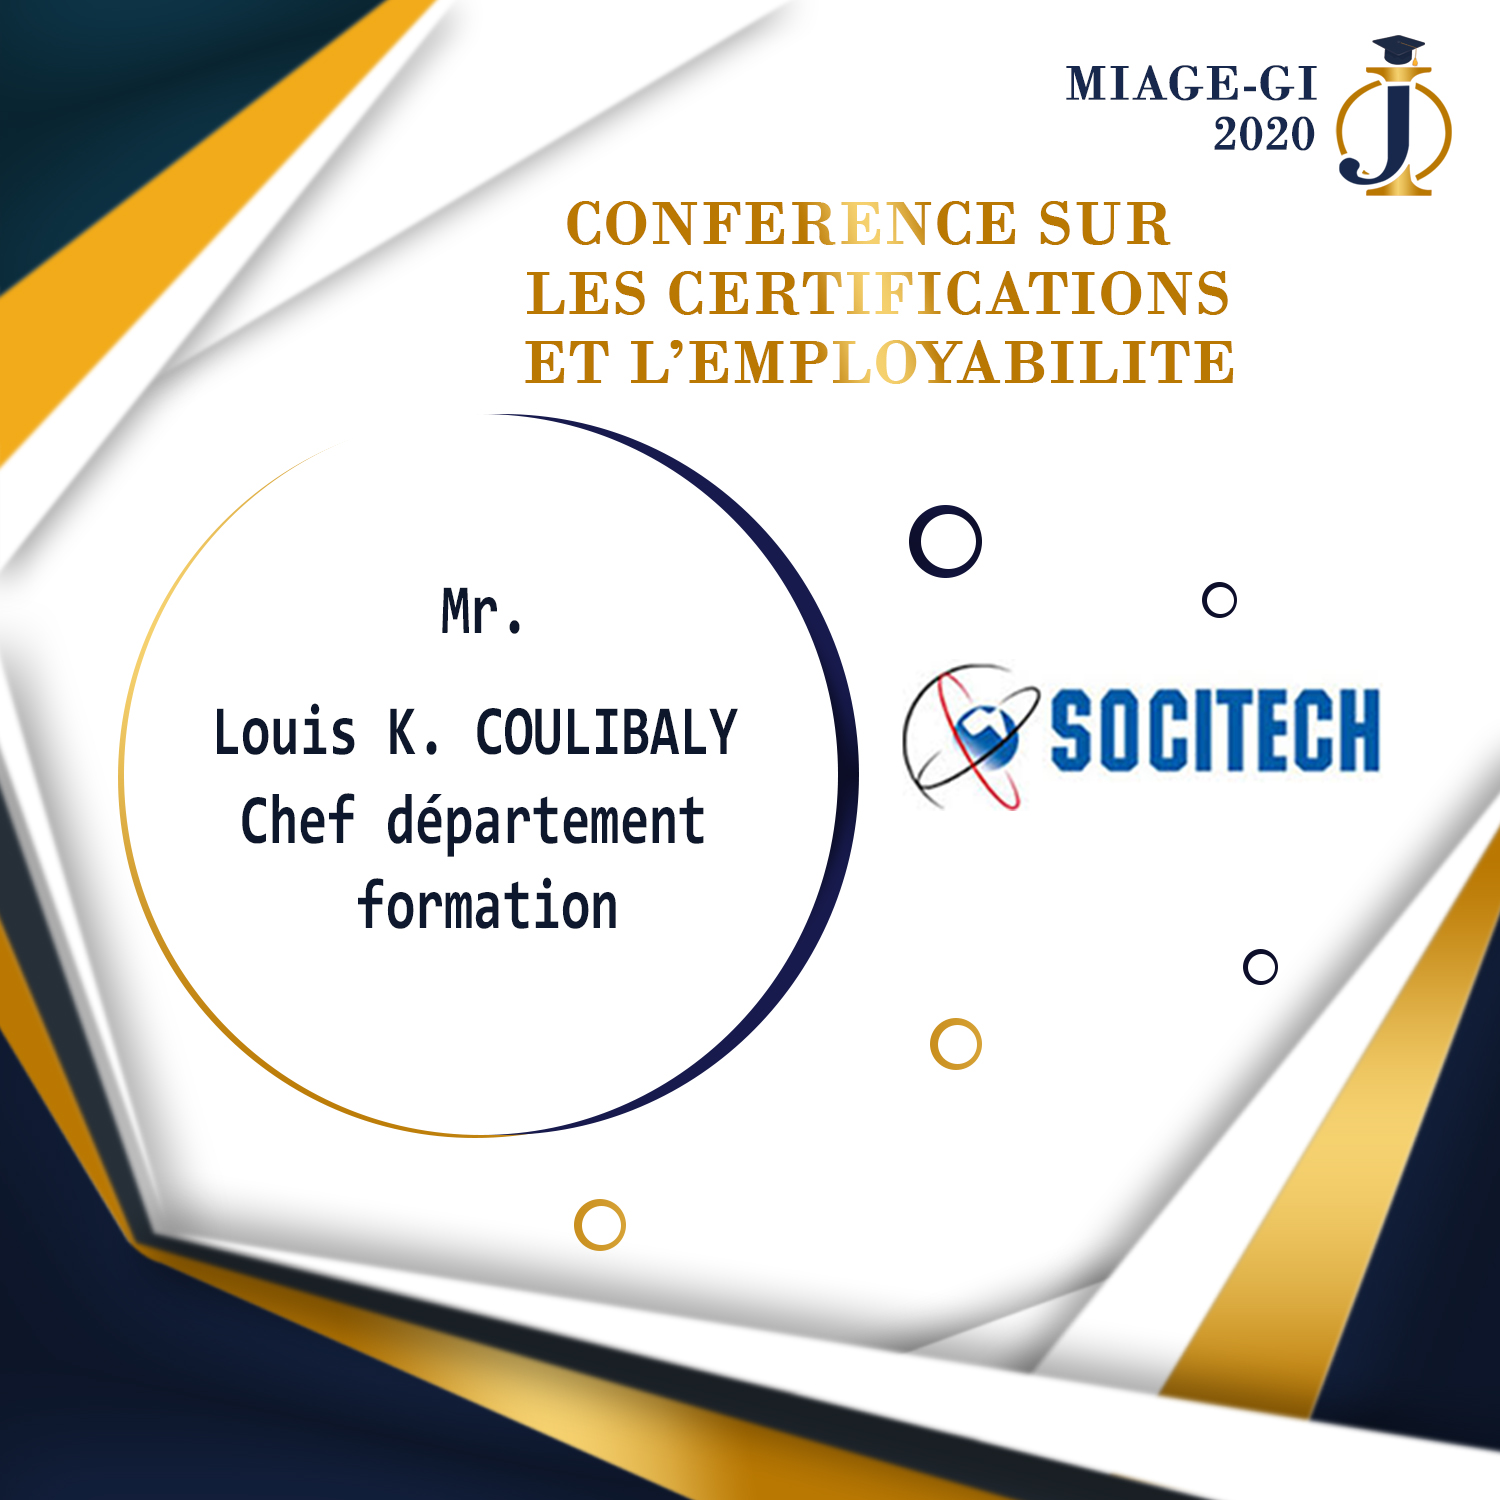 MIAGE-GI
2020
J
CONFERENCE SUR
LES CERTIFICATIONS
ET L’EMPLOYABILITE
Mr.
Louis K. COULIBALY
Chef département
formation
SOCITECH